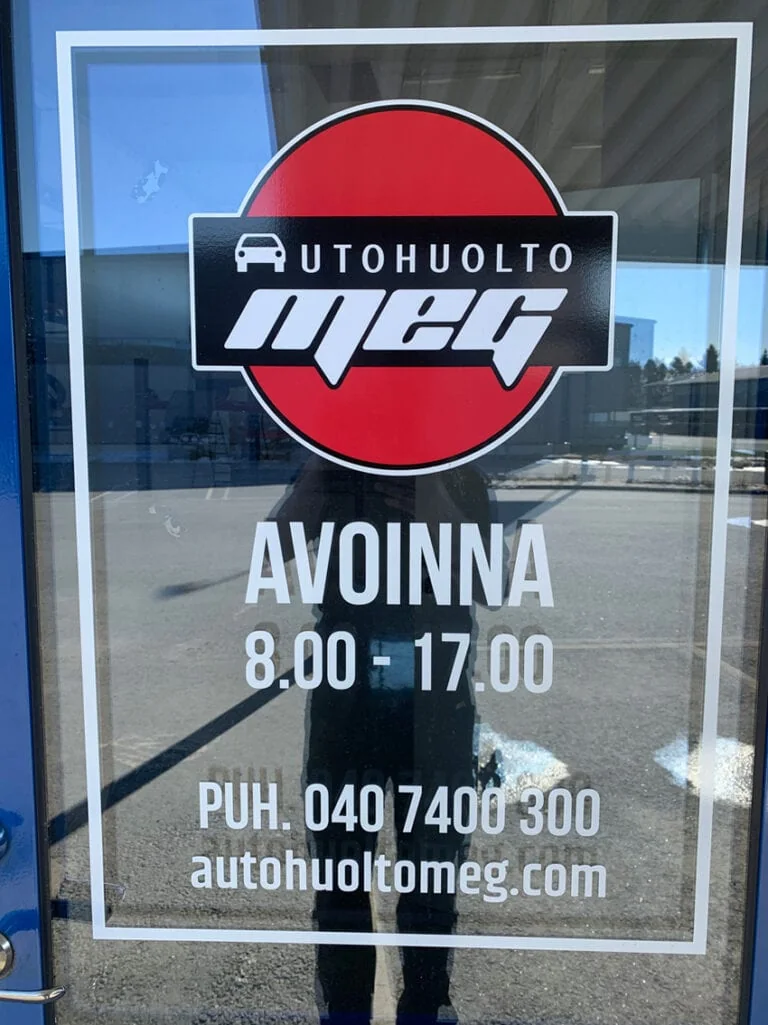 AUTOHUOLTO
MEG
AVOINNA
8.00 - 17.00
PUH. 040 7400 300
autohuoltomeg.com